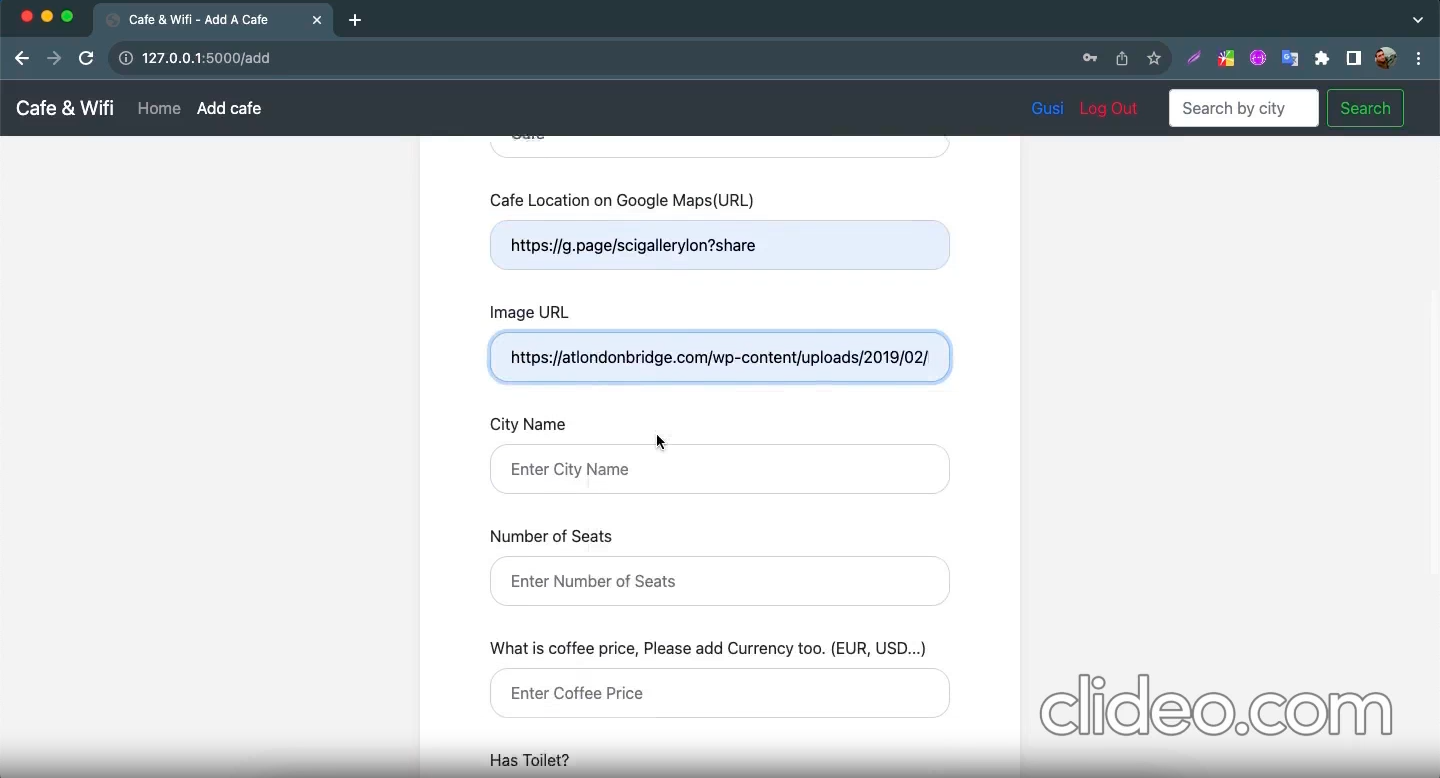 Cafe & Wifi - Add A Cafe
127.0.0.1:5000/add
Cafe & Wifi Home Add cafe Gusi Log Out Search by city Search
Cafe Location on Google Maps(URL)
https://g.page/scigallerylon?share
Image URL
https://atlondonbridge.com/wp-content/uploads/2019/02/
City Name
Enter City Name
Number of Seats
Enter Number of Seats
What is coffee price, Please add Currency too. (EUR, USD...)
Enter Coffee Price
Has Toilet?
clideo.com